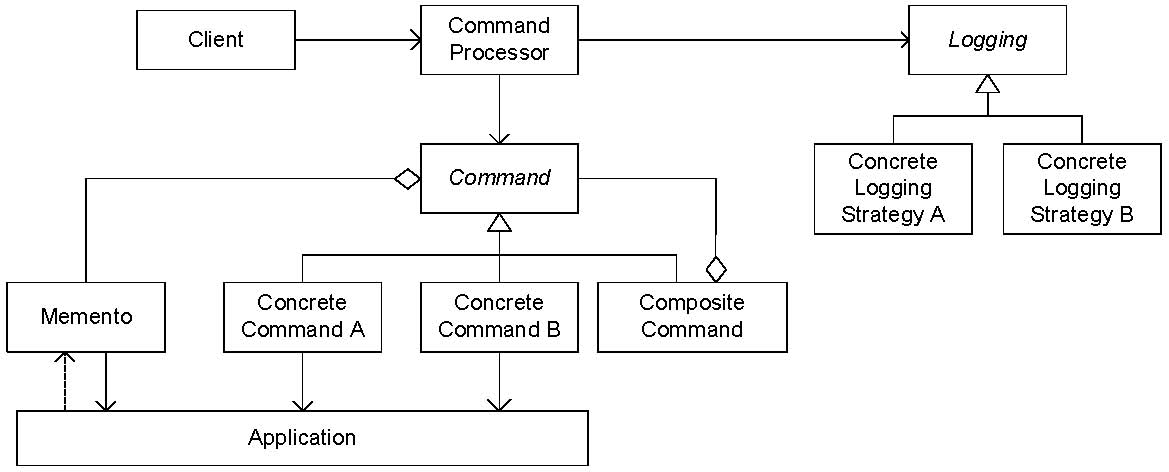 Client
Command
Processor
Logging
Command
Concrete
Logging
Strategy A
Concrete
Logging
Strategy B
Memento
Concrete
Command A
Concrete
Command B
Composite
Command
Application